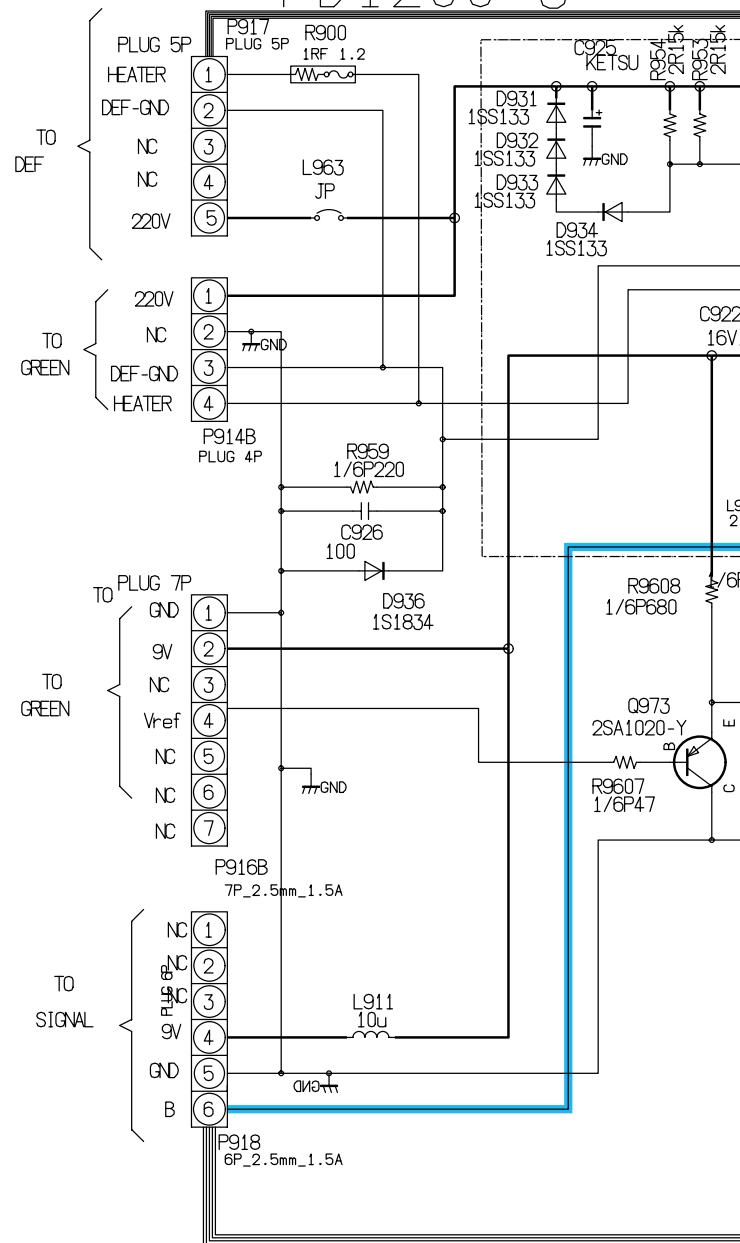 P917
PLUG 5P
PLUG 5P
R900
1RF 1.2
HEATER 1
DEF-GND 2
NC 3
NC 4
220V 5
TO
DEF
L963
JP
C925
KETSU
+
GND
R954
2R15k
R953
2R15k
D931
1SS133
D932
1SS133
D933
1SS133
D934
1SS133
220V 1
NC 2
DEF-GND 3
HEATER 4
TO
GREEN
GND
P914B
PLUG 4P
C922
16V
R959
1/6P220
C926
100
D936
1S1834
TO
PLUG 7P
GND 1
9V 2
NC 3
Vref 4
NC 5
NC 6
NC 7
TO
GREEN
GND
P916B
7P_2.5mm_1.5A
R9608
1/6P680
Q973
2SA1020-Y
B
E
C
R9607
1/6P47
NC 1
NC 2
NC 3
9V 4
GND 5
B 6
PLUG 6P
TO
SIGNAL
L911
10u
GND
P918
6P_2.5mm_1.5A